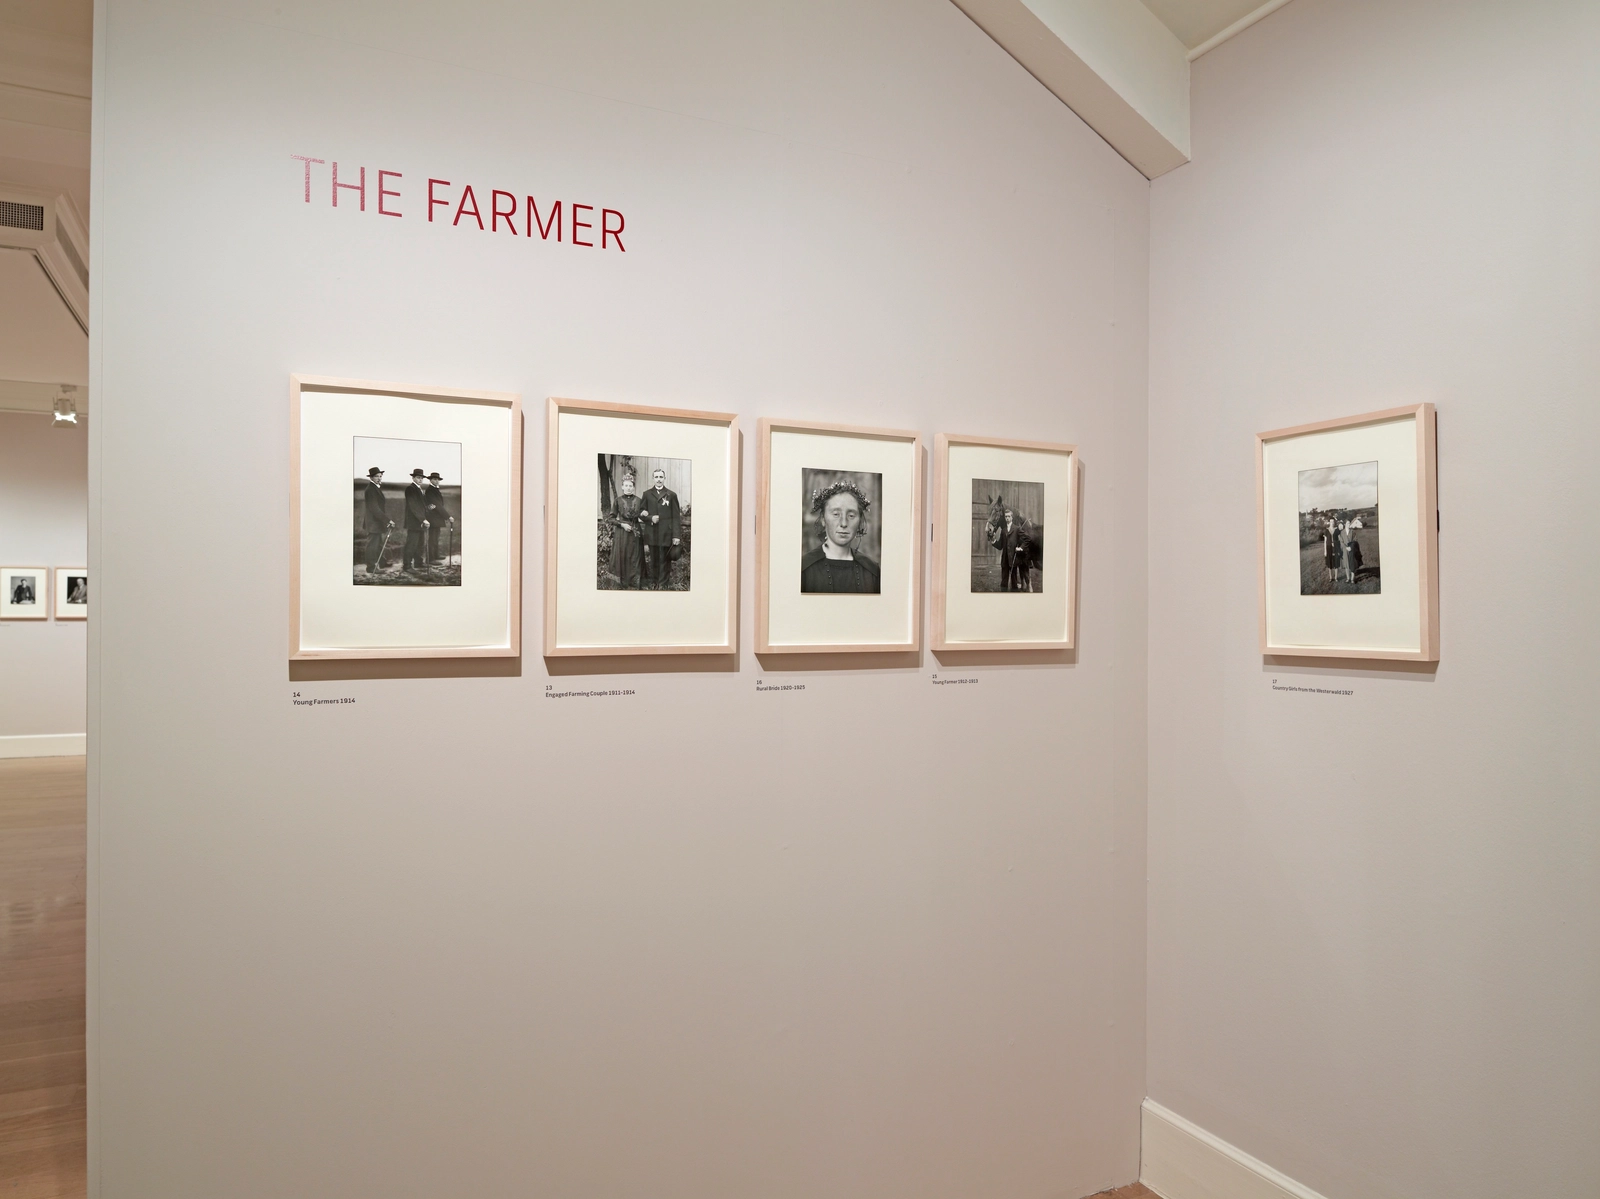 THE FARMER
14
Young Farmers 1914
13
Engaged Farming Couple 1911-1914
16
Rural Bride 1920-1925
15
Young Farmer 1912-1913
17
Country Girls from the Westerwald 1927